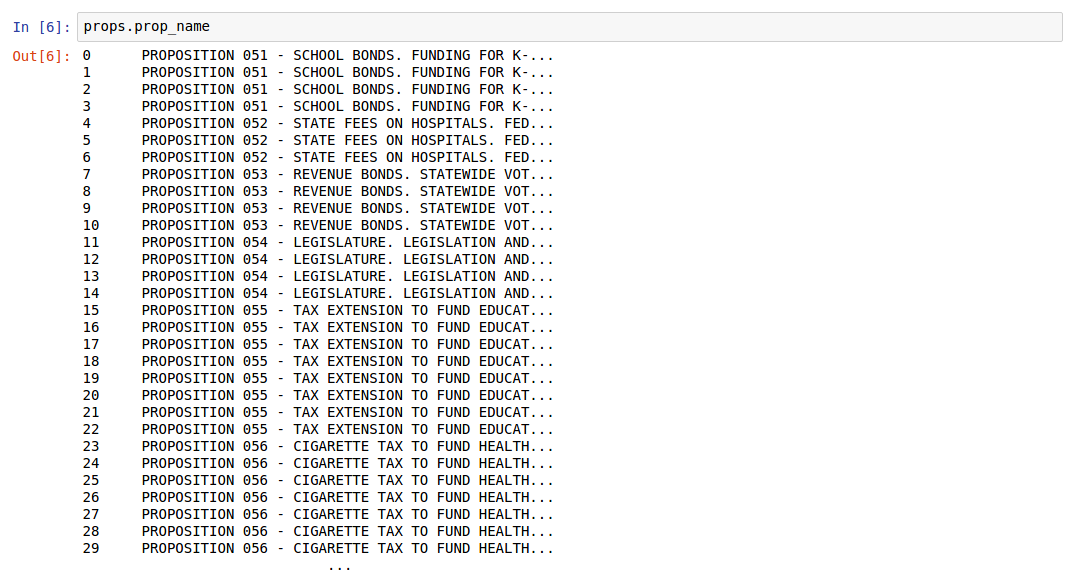 In [6]: props.prop_name
Out[6]: 0 PROPOSITION 051 - SCHOOL BONDS. FUNDING FOR K-...
1 PROPOSITION 051 - SCHOOL BONDS. FUNDING FOR K-...
2 PROPOSITION 051 - SCHOOL BONDS. FUNDING FOR K-...
3 PROPOSITION 051 - SCHOOL BONDS. FUNDING FOR K-...
4 PROPOSITION 052 - STATE FEES ON HOSPITALS. FED...
5 PROPOSITION 052 - STATE FEES ON HOSPITALS. FED...
6 PROPOSITION 052 - STATE FEES ON HOSPITALS. FED...
7 PROPOSITION 053 - REVENUE BONDS. STATEWIDE VOT...
8 PROPOSITION 053 - REVENUE BONDS. STATEWIDE VOT...
9 PROPOSITION 053 - REVENUE BONDS. STATEWIDE VOT...
10 PROPOSITION 053 - REVENUE BONDS. STATEWIDE VOT...
11 PROPOSITION 054 - LEGISLATURE. LEGISLATION AND...
12 PROPOSITION 054 - LEGISLATURE. LEGISLATION AND...
13 PROPOSITION 054 - LEGISLATURE. LEGISLATION AND...
14 PROPOSITION 054 - LEGISLATURE. LEGISLATION AND...
15 PROPOSITION 055 - TAX EXTENSION TO FUND EDUCAT...
16 PROPOSITION 055 - TAX EXTENSION TO FUND EDUCAT...
17 PROPOSITION 055 - TAX EXTENSION TO FUND EDUCAT...
18 PROPOSITION 055 - TAX EXTENSION TO FUND EDUCAT...
19 PROPOSITION 055 - TAX EXTENSION TO FUND EDUCAT...
20 PROPOSITION 055 - TAX EXTENSION TO FUND EDUCAT...
21 PROPOSITION 055 - TAX EXTENSION TO FUND EDUCAT...
22 PROPOSITION 055 - TAX EXTENSION TO FUND EDUCAT...
23 PROPOSITION 056 - CIGARETTE TAX TO FUND HEALTH...
24 PROPOSITION 056 - CIGARETTE TAX TO FUND HEALTH...
25 PROPOSITION 056 - CIGARETTE TAX TO FUND HEALTH...
26 PROPOSITION 056 - CIGARETTE TAX TO FUND HEALTH...
27 PROPOSITION 056 - CIGARETTE TAX TO FUND HEALTH...
28 PROPOSITION 056 - CIGARETTE TAX TO FUND HEALTH...
29 PROPOSITION 056 - CIGARETTE TAX TO FUND HEALTH...
...